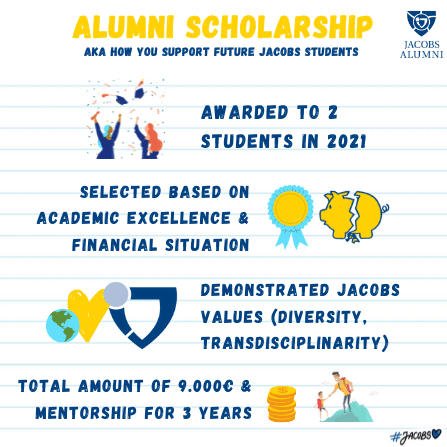 ALUMNI SCHOLARSHIP
AKA HOW YOU SUPPORT FUTURE JACOBS STUDENTS
JACOBS
ALUMNI
AWARDED TO 2
STUDENTS IN 2021
SELECTED BASED ON
ACADEMIC EXCELLENCE &
FINANCIAL SITUATION
DEMONSTRATED JACOBS
VALUES (DIVERSITY,
TRANSDISCIPLINARITY)
TOTAL AMOUNT OF 9.000€ &
MENTORSHIP FOR 3 YEARS
#JACOBS